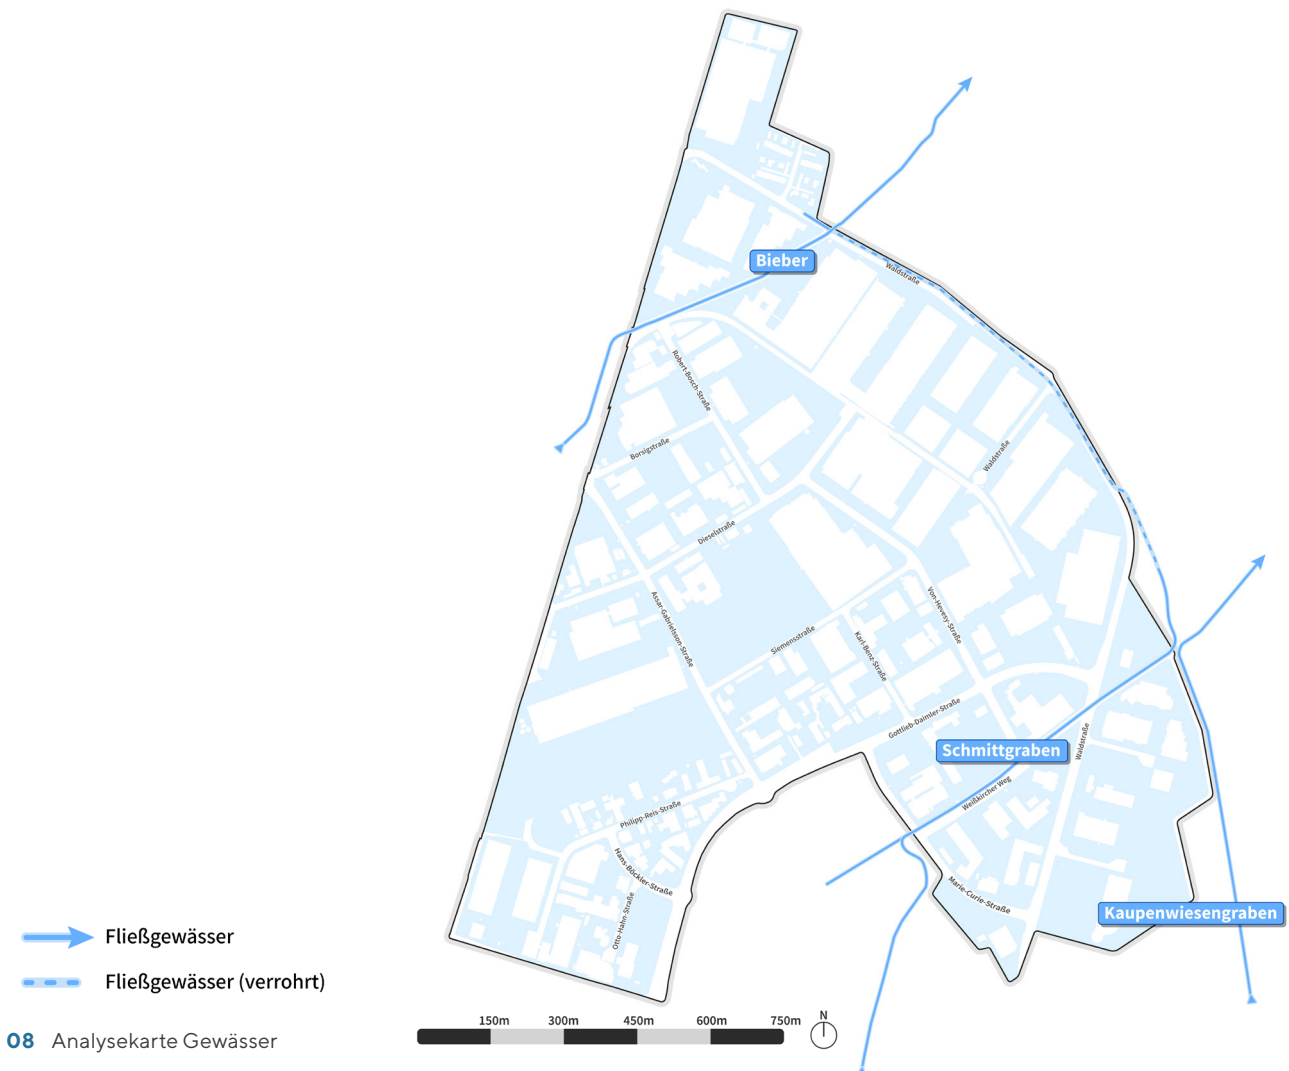 Bieber
Waldstraße
Robert-Bosch-Straße
Borsigstraße
Waldstraße
Dieselstraße
Assar-Gabrielsson-Straße
Von-Hevesy-Straße
Siemensstraße
Karl-Benz-Straße
Gottlieb-Daimler-Straße
Schmittgraben
Waldstraße
Weißkircher Weg
Philipp-Reis-Straße
Hans-Böckler-Straße
Marie-Curie-Straße
Otto-Hahn-Straße
Kaupenwiesengraben
Fließgewässer
Fließgewässer (verrohrt)
150m 300m 450m 600m 750m N
08 Analysekarte Gewässer